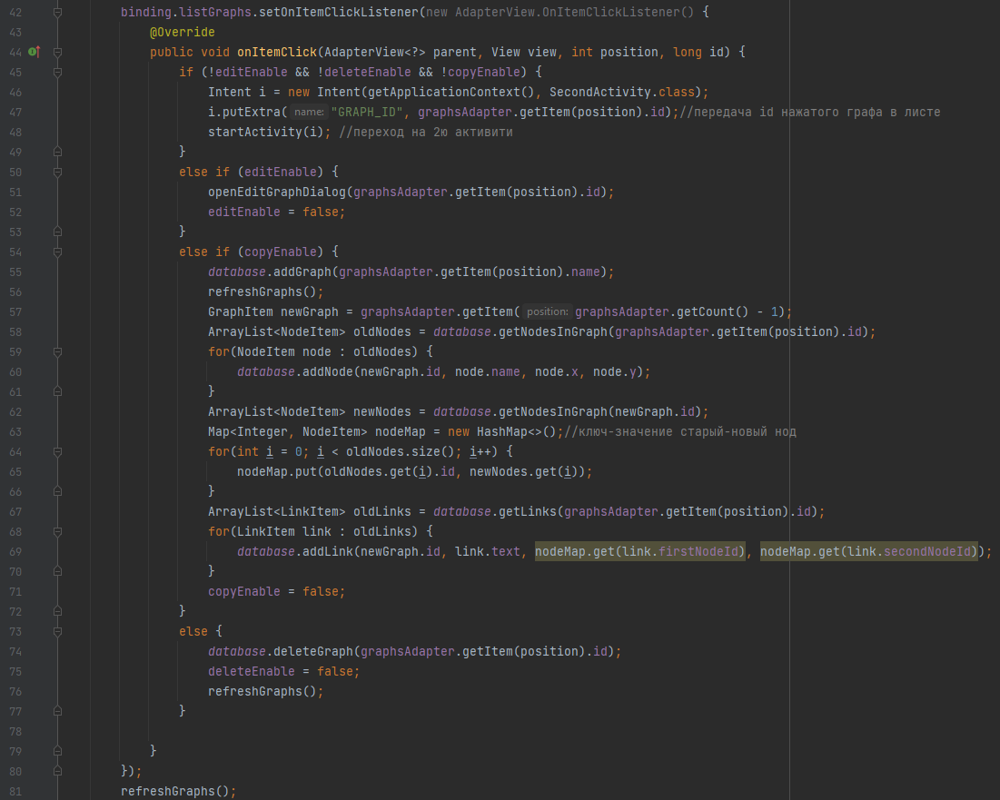 42 binding.listGraphs.setOnItemClickListener(new AdapterView.OnItemClickListener() {
43 @Override
44 public void onItemClick(AdapterView<?> parent, View view, int position, long id) {
45 if (!editEnable && !deleteEnable && !copyEnable) {
46 Intent i = new Intent(getApplicationContext(), SecondActivity.class);
47 i.putExtra( name: "GRAPH_ID", graphsAdapter.getItem(position).id);//передача id нажатого графа в листе
48 startActivity(i); //переход на 2ю активити
49 }
50 else if (editEnable) {
51 openEditGraphDialog(graphsAdapter.getItem(position).id);
52 editEnable = false;
53 }
54 else if (copyEnable) {
55 database.addGraph(graphsAdapter.getItem(position).name);
56 refreshGraphs();
57 GraphItem newGraph = graphsAdapter.getItem( position: graphsAdapter.getCount() - 1);
58 ArrayList<NodeItem> oldNodes = database.getNodesInGraph(graphsAdapter.getItem(position).id);
59 for(NodeItem node : oldNodes) {
60 database.addNode(newGraph.id, node.name, node.x, node.y);
61 }
62 ArrayList<NodeItem> newNodes = database.getNodesInGraph(newGraph.id);
63 Map<Integer, NodeItem> nodeMap = new HashMap<>();//ключ-значение старый-новый нод
64 for(int i = 0; i < oldNodes.size(); i++) {
65 nodeMap.put(oldNodes.get(i).id, newNodes.get(i));
66 }
67 ArrayList<LinkItem> oldLinks = database.getLinks(graphsAdapter.getItem(position).id);
68 for(LinkItem link : oldLinks) {
69 database.addLink(newGraph.id, link.text, nodeMap.get(link.firstNodeId), nodeMap.get(link.secondNodeId));
70 }
71 copyEnable = false;
72 }
73 else {
74 database.deleteGraph(graphsAdapter.getItem(position).id);
75 deleteEnable = false;
76 refreshGraphs();
77 }
78
79 }
80 });
81 refreshGraphs();